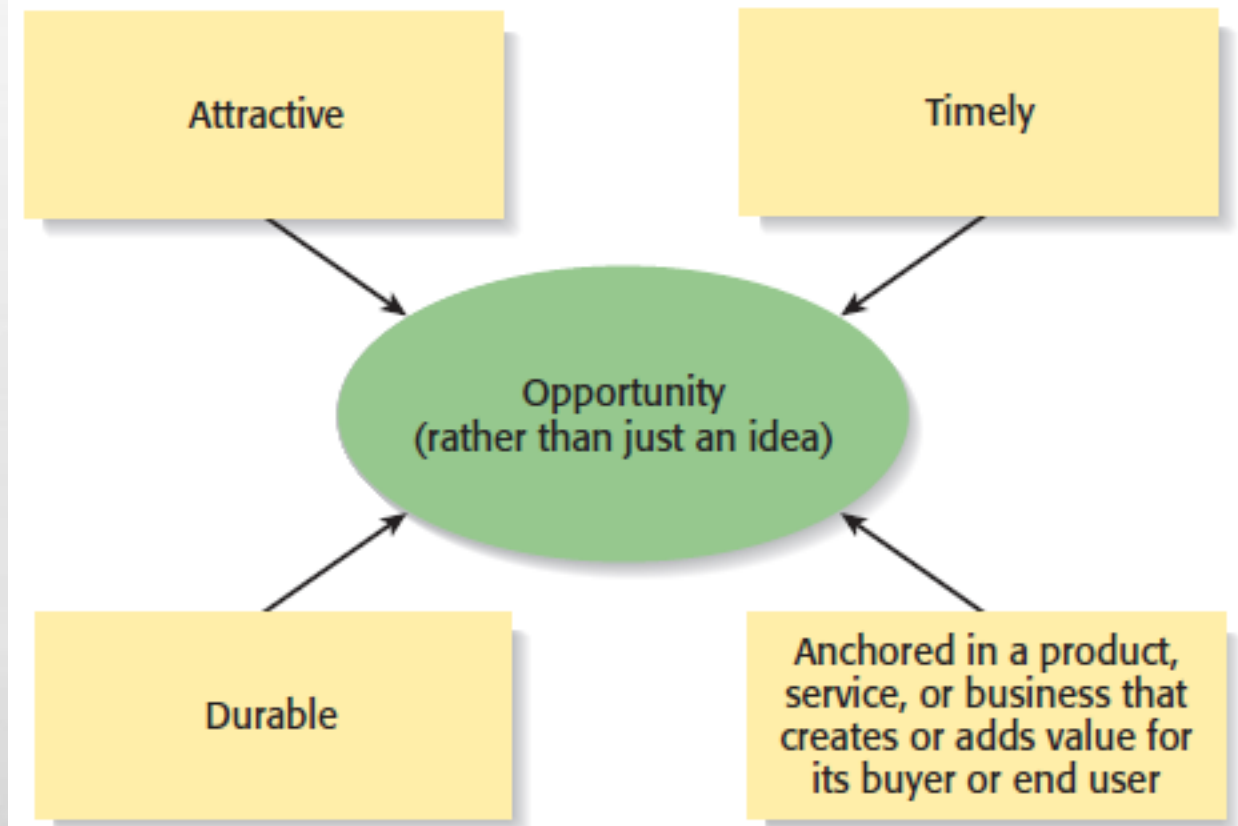 Attractive
Timely
Opportunity
(rather than just an idea)
Durable
Anchored in a product,
service, or business that
creates or adds value for
its buyer or end user